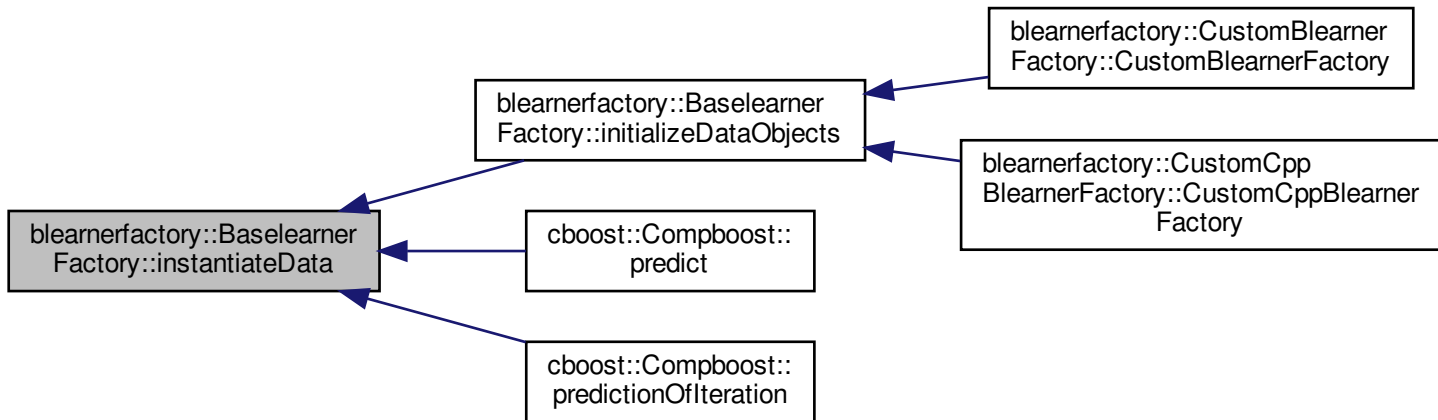 blearnerfactory::CustomBlearner
Factory::CustomBlearnerFactory
blearnerfactory::Baselearner
Factory::initializeDataObjects
blearnerfactory::CustomCpp
BlearnerFactory::CustomCppBlearner
Factory
blearnerfactory::Baselearner
Factory::instantiateData
cboost::Compboost::
predict
cboost::Compboost::
predictionOfIteration